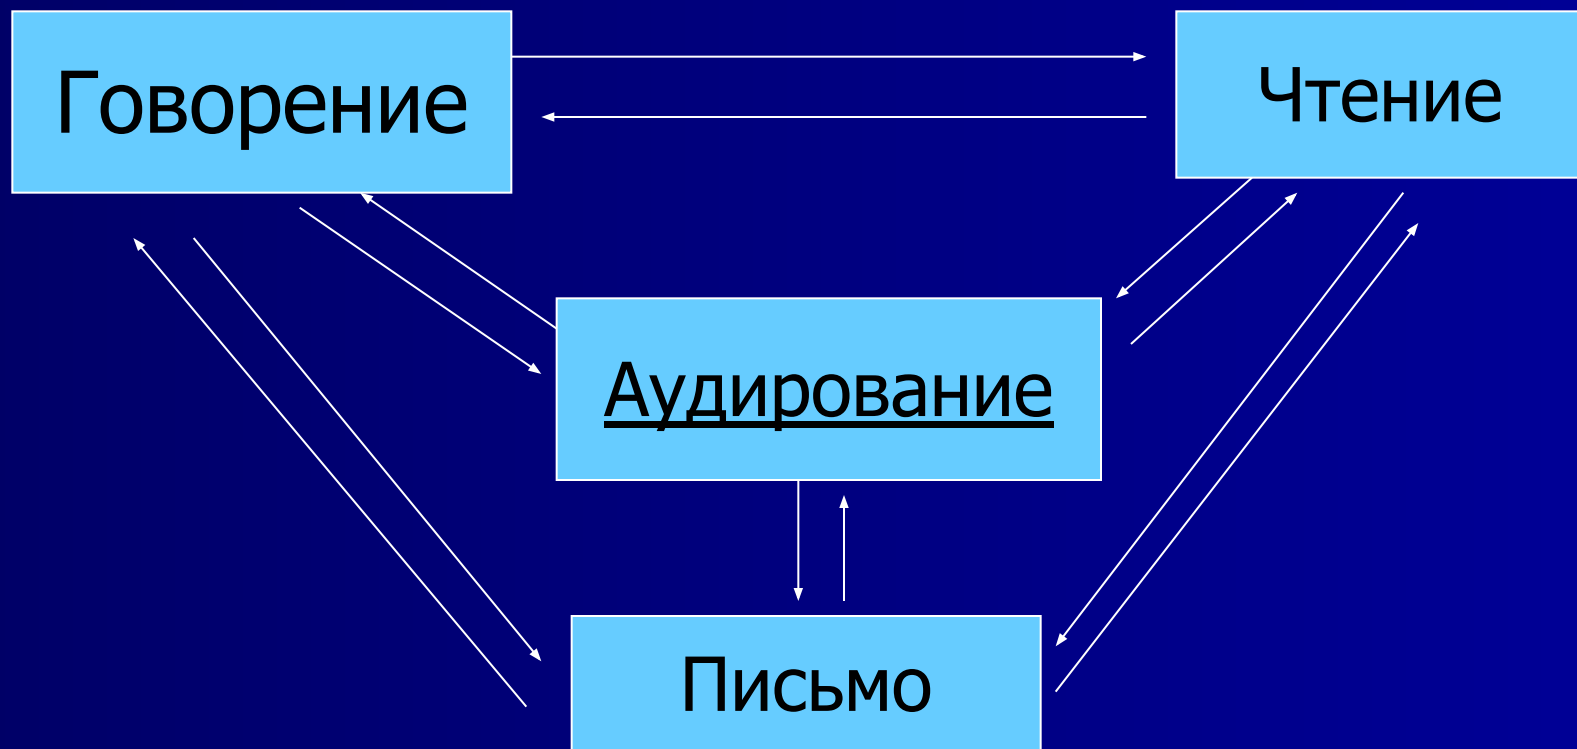 Говорение
Чтение
Аудирование
Письмо